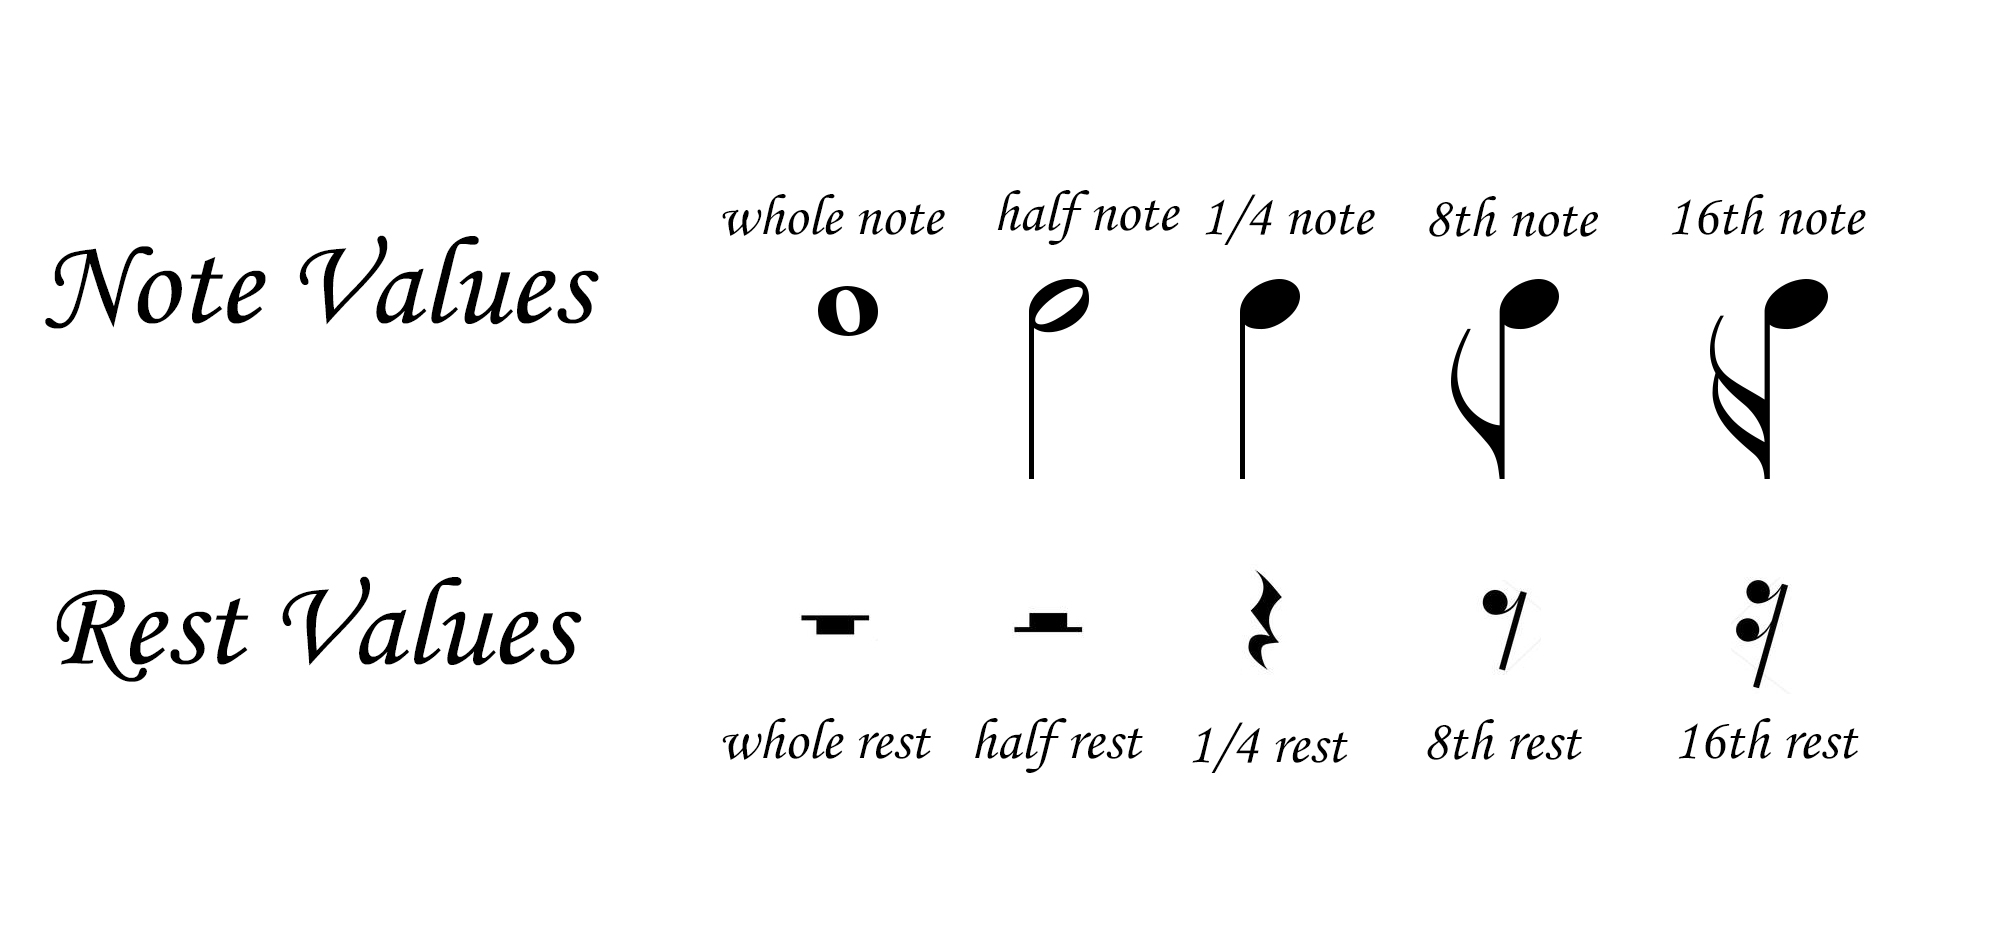 whole note half note 1/4 note 8th note 16th note
Note Values
Rest Values
whole rest half rest 1/4 rest 8th rest 16th rest